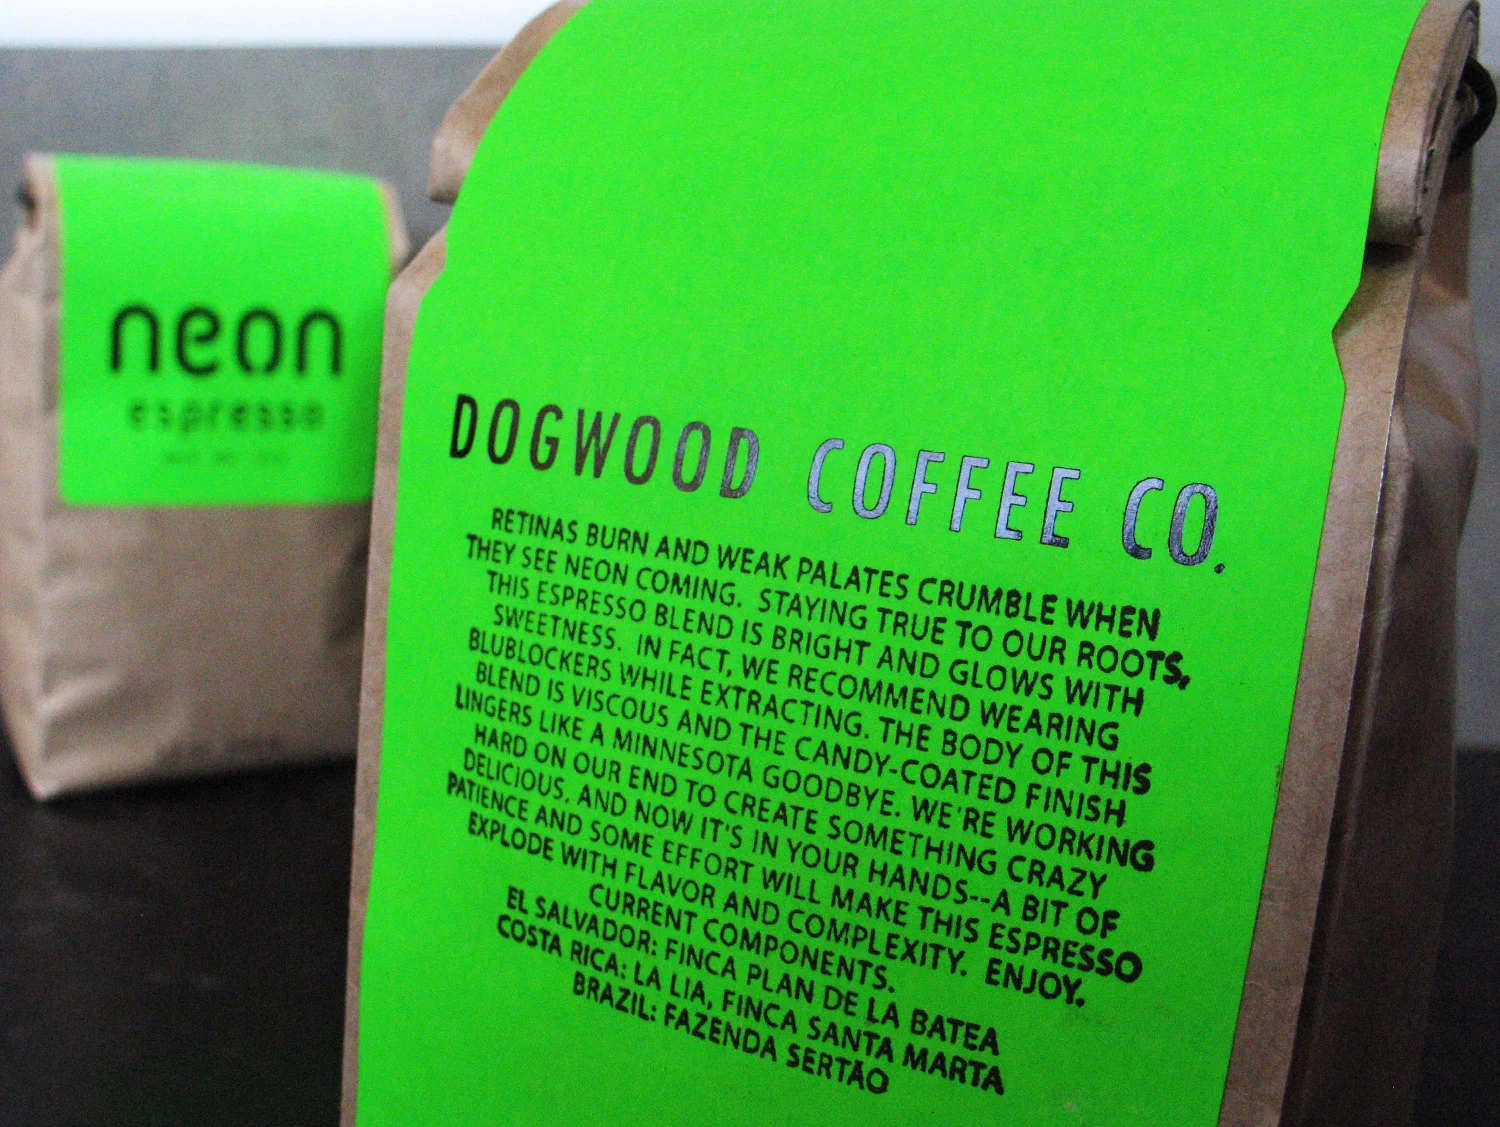 neon
espresso
DOGWOOD COFFEE CO.
RETINAS BURN AND WEAK PALATES CRUMBLE WHEN
THEY SEE NEON COMING. STAYING TRUE TO OUR ROOTS,
THIS ESPRESSO BLEND IS BRIGHT AND GLOWS WITH
SWEETNESS. IN FACT, WE RECOMMEND WEARING
BLUBLOCKERS WHILE EXTRACTING. THE BODY OF THIS
BLEND IS VISCOUS AND THE CANDY-COATED FINISH
LINGERS LIKE A MINNESOTA GOODBYE. WE'RE WORKING
HARD ON OUR END TO CREATE SOMETHING CRAZY
DELICIOUS. AND NOW IT'S IN YOUR HANDS--A BIT OF
PATIENCE AND SOME EFFORT WILL MAKE THIS ESPRESSO
EXPLODE WITH FLAVOR AND COMPLEXITY. ENJOY.
CURRENT COMPONENTS.
EL SALVADOR: FINCA PLAN DE LA BATEA
COSTA RICA: LA LIA, FINCA SANTA MARTA
BRAZIL: FAZENDA SERTÃO